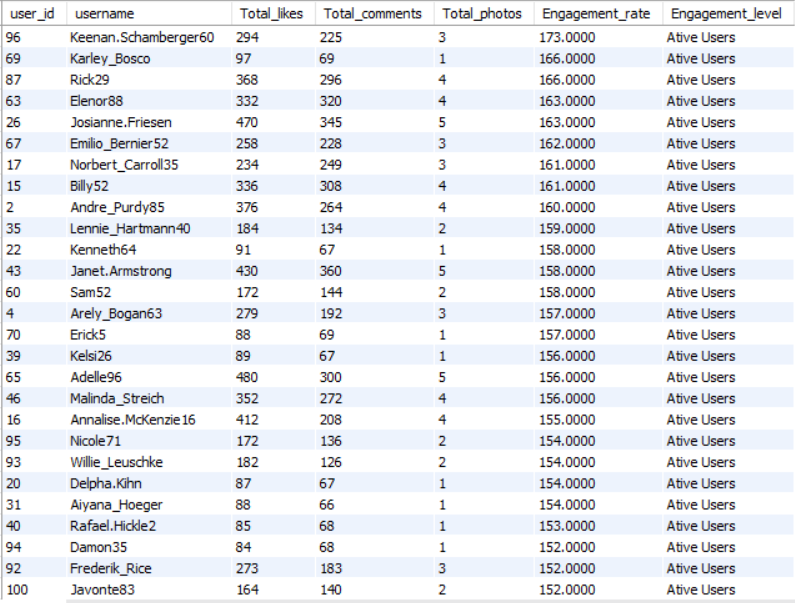 user_id username Total_likes Total_comments Total_photos Engagement_rate Engagement_level
96 Keenan.Schamberger60 294 225 3 173.0000 Ative Users
69 Karley_Bosco 97 69 1 166.0000 Ative Users
87 Rick29 368 296 4 166.0000 Ative Users
63 Elenor88 332 320 4 163.0000 Ative Users
26 Josianne.Friesen 470 345 5 163.0000 Ative Users
67 Emilio_Bernier52 258 228 3 162.0000 Ative Users
17 Norbert_Carroll35 234 249 3 161.0000 Ative Users
15 Billy52 336 308 4 161.0000 Ative Users
2 Andre_Purdy85 376 264 4 160.0000 Ative Users
35 Lennie_Hartmann40 184 134 2 159.0000 Ative Users
22 Kenneth64 91 67 1 158.0000 Ative Users
43 Janet.Armstrong 430 360 5 158.0000 Ative Users
60 Sam52 172 144 2 158.0000 Ative Users
4 Arely_Bogan63 279 192 3 157.0000 Ative Users
70 Erick5 88 69 1 157.0000 Ative Users
39 Kelsi26 89 67 1 156.0000 Ative Users
65 Adelle96 480 300 5 156.0000 Ative Users
46 Malinda_Streich 352 272 4 156.0000 Ative Users
16 Annalise.McKenzie16 412 208 4 155.0000 Ative Users
95 Nicole71 172 136 2 154.0000 Ative Users
93 Willie_Leuschke 182 126 2 154.0000 Ative Users
20 Delpha.Kihn 87 67 1 154.0000 Ative Users
31 Aiyana_Hoeger 88 66 1 154.0000 Ative Users
40 Rafael.Hickle2 85 68 1 153.0000 Ative Users
94 Damon35 84 68 1 152.0000 Ative Users
92 Frederik_Rice 273 183 3 152.0000 Ative Users
100 Javonte83 164 140 2 152.0000 Ative Users